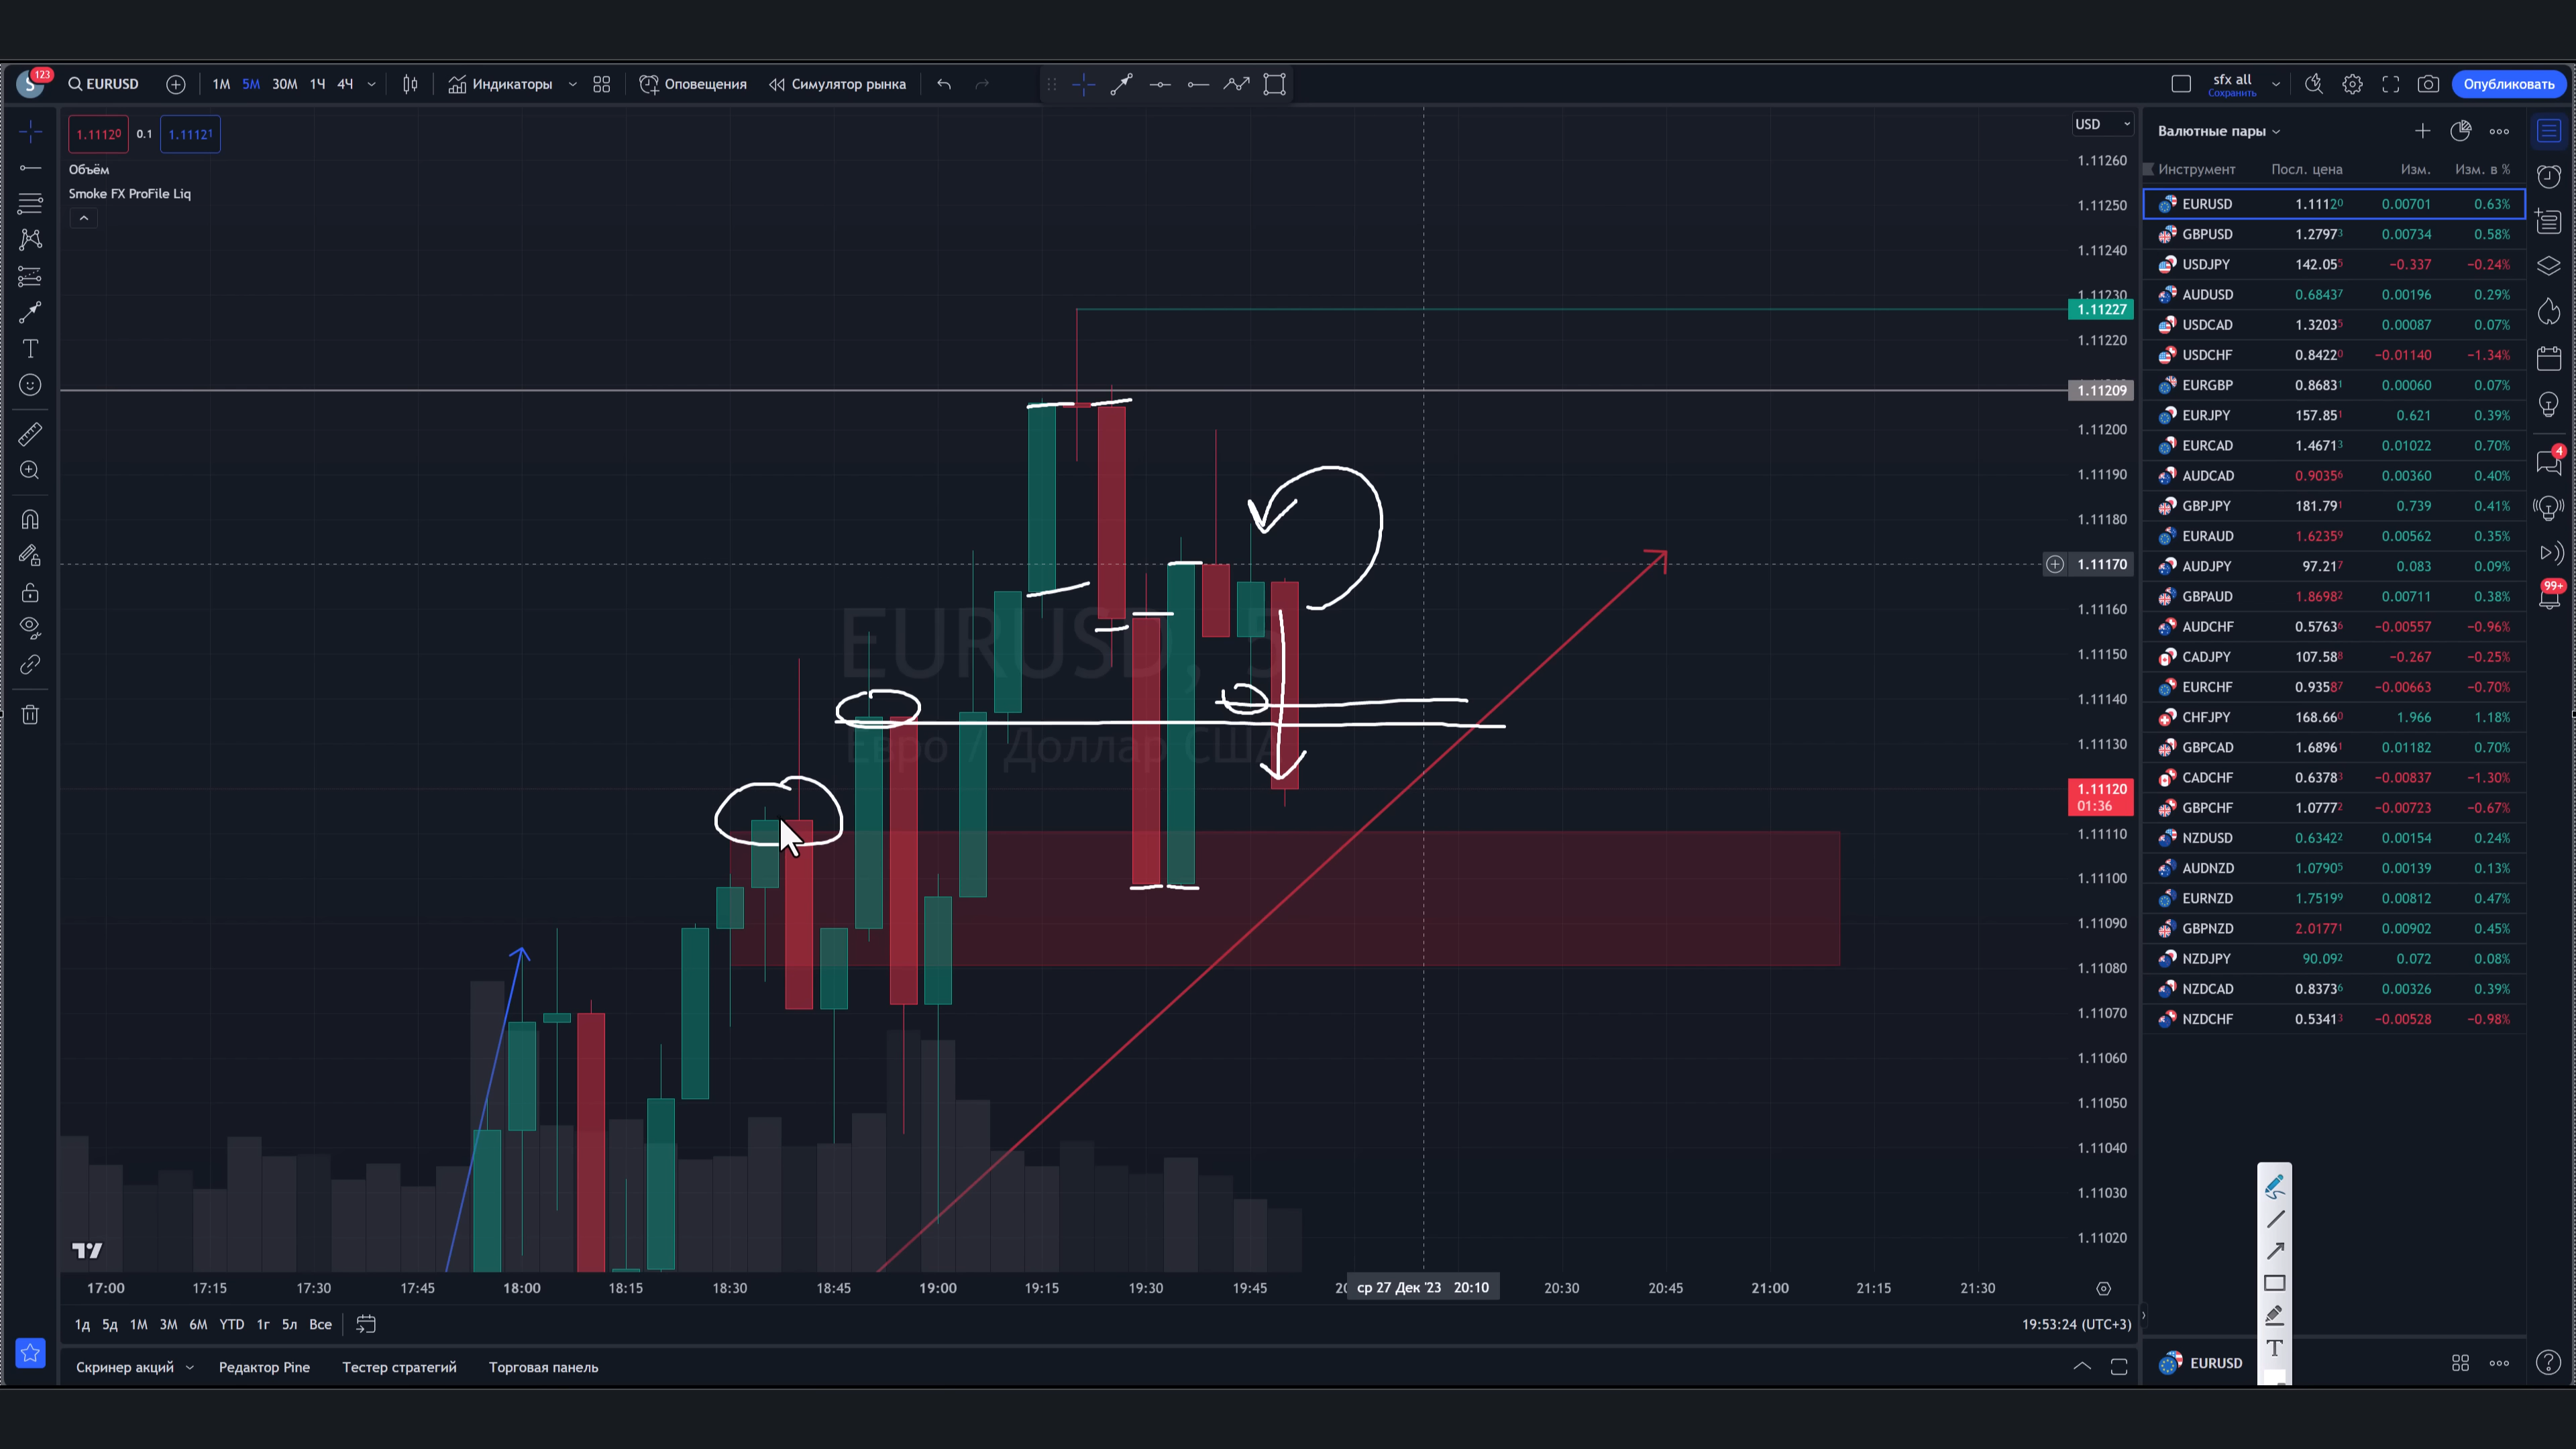 S 123 EURUSD 1М 5М 30М 1Ч 4Ч Индикаторы Оповещения Симулятор рынка sfx all Сохранить Опубликовать
1.11120 0.1 1.11121
Объём
Smoke FX ProFile Liq
EURUSD, 5
Евро / Доллар США
USD
1.11260
1.11250
1.11240
1.11230
1.11227
1.11220
1.11209
1.11200
1.11190
1.11180
1.11170
1.11160
1.11150
1.11140
1.11130
1.11120
01:36
1.11110
1.11100
1.11090
1.11080
1.11070
1.11060
1.11050
1.11040
1.11030
1.11020
17:00 17:15 17:30 17:45 18:00 18:15 18:30 18:45 19:00 19:15 19:30 19:45 ср 27 Дек '23 20:10 20:30 20:45 21:00 21:15 21:30
1д 5д 1М 3М 6М YTD 1г 5л Все 19:53:24 (UTC+3)
Скринер акций Редактор Pine Тестер стратегий Торговая панель
Валютные пары
Инструмент Посл. цена Изм. Изм. в %
EURUSD 1.11120 0.00701 0.63%
GBPUSD 1.27973 0.00734 0.58%
USDJPY 142.055 −0.337 −0.24%
AUDUSD 0.68437 0.00196 0.29%
USDCAD 1.32035 0.00087 0.07%
USDCHF 0.84220 −0.01140 −1.34%
EURGBP 0.86831 0.00060 0.07%
EURJPY 157.851 0.621 0.39%
EURCAD 1.46713 0.01022 0.70%
AUDCAD 0.90356 0.00360 0.40%
GBPJPY 181.791 0.739 0.41%
EURAUD 1.62359 0.00562 0.35%
AUDJPY 97.217 0.083 0.09%
GBPAUD 1.86982 0.00711 0.38%
AUDCHF 0.57636 −0.00557 −0.96%
CADJPY 107.588 −0.267 −0.25%
EURCHF 0.93587 −0.00663 −0.70%
CHFJPY 168.660 1.966 1.18%
GBPCAD 1.68961 0.01182 0.70%
CADCHF 0.63783 −0.00837 −1.30%
GBPCHF 1.07772 −0.00723 −0.67%
NZDUSD 0.63422 0.00154 0.24%
AUDNZD 1.07905 0.00139 0.13%
EURNZD 1.75199 0.00812 0.47%
GBPNZD 2.01771 0.00902 0.45%
NZDJPY 90.092 0.072 0.08%
NZDCAD 0.83736 0.00326 0.39%
NZDCHF 0.53413 −0.00528 −0.98%
EURUSD
4
99+
T